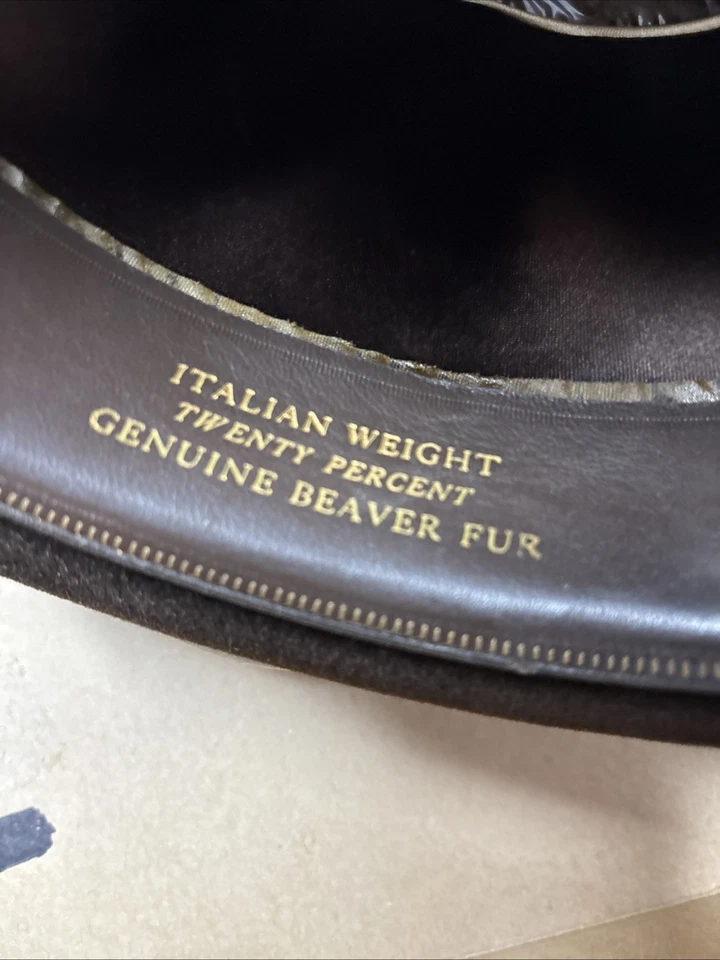 ITALIAN WEIGHT
TWENTY PERCENT
GENUINE BEAVER FUR